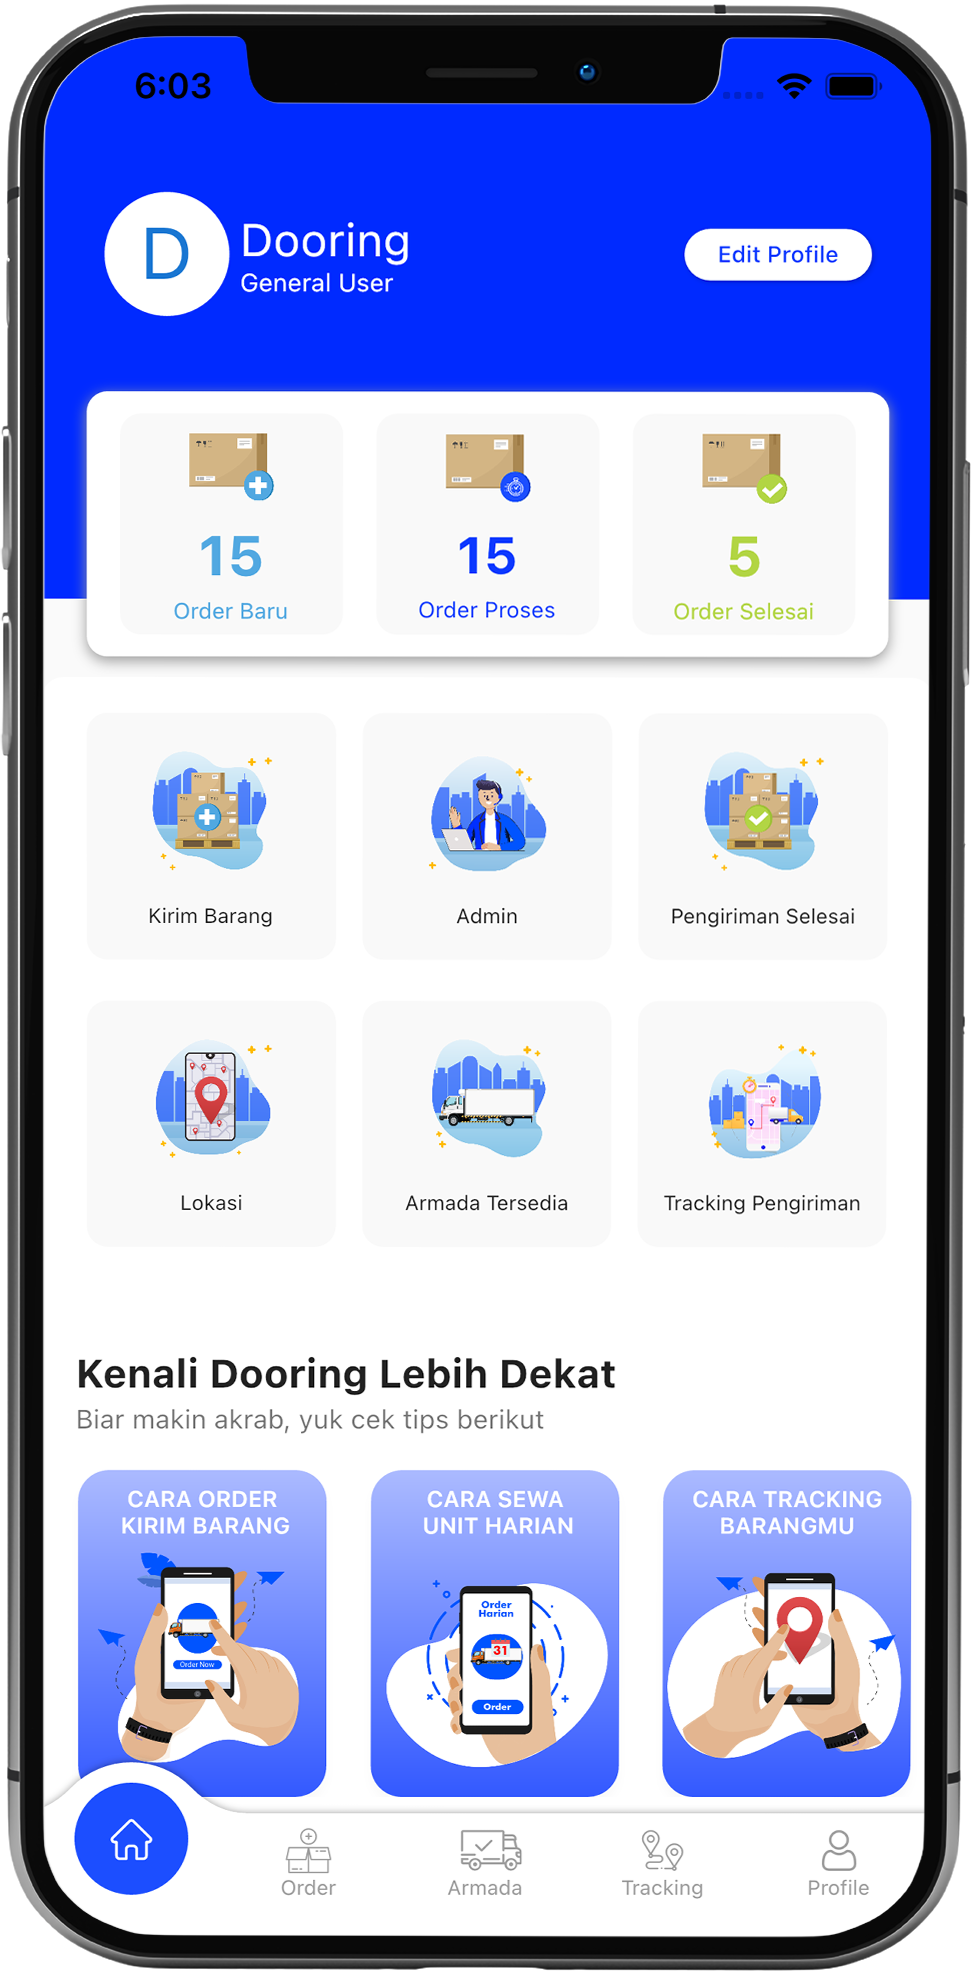 6:03
D
Dooring
General User
Edit Profile
15
Order Baru
15
Order Proses
5
Order Selesai
Kirim Barang
Admin
Pengiriman Selesai
Lokasi
Armada Tersedia
Tracking Pengiriman
Kenali Dooring Lebih Dekat
Biar makin akrab, yuk cek tips berikut
CARA ORDER
KIRIM BARANG
Order Now
CARA SEWA
UNIT HARIAN
Order
Harian
31
Order
CARA TRACKING
BARANGMU
Order
Armada
Tracking
Profile